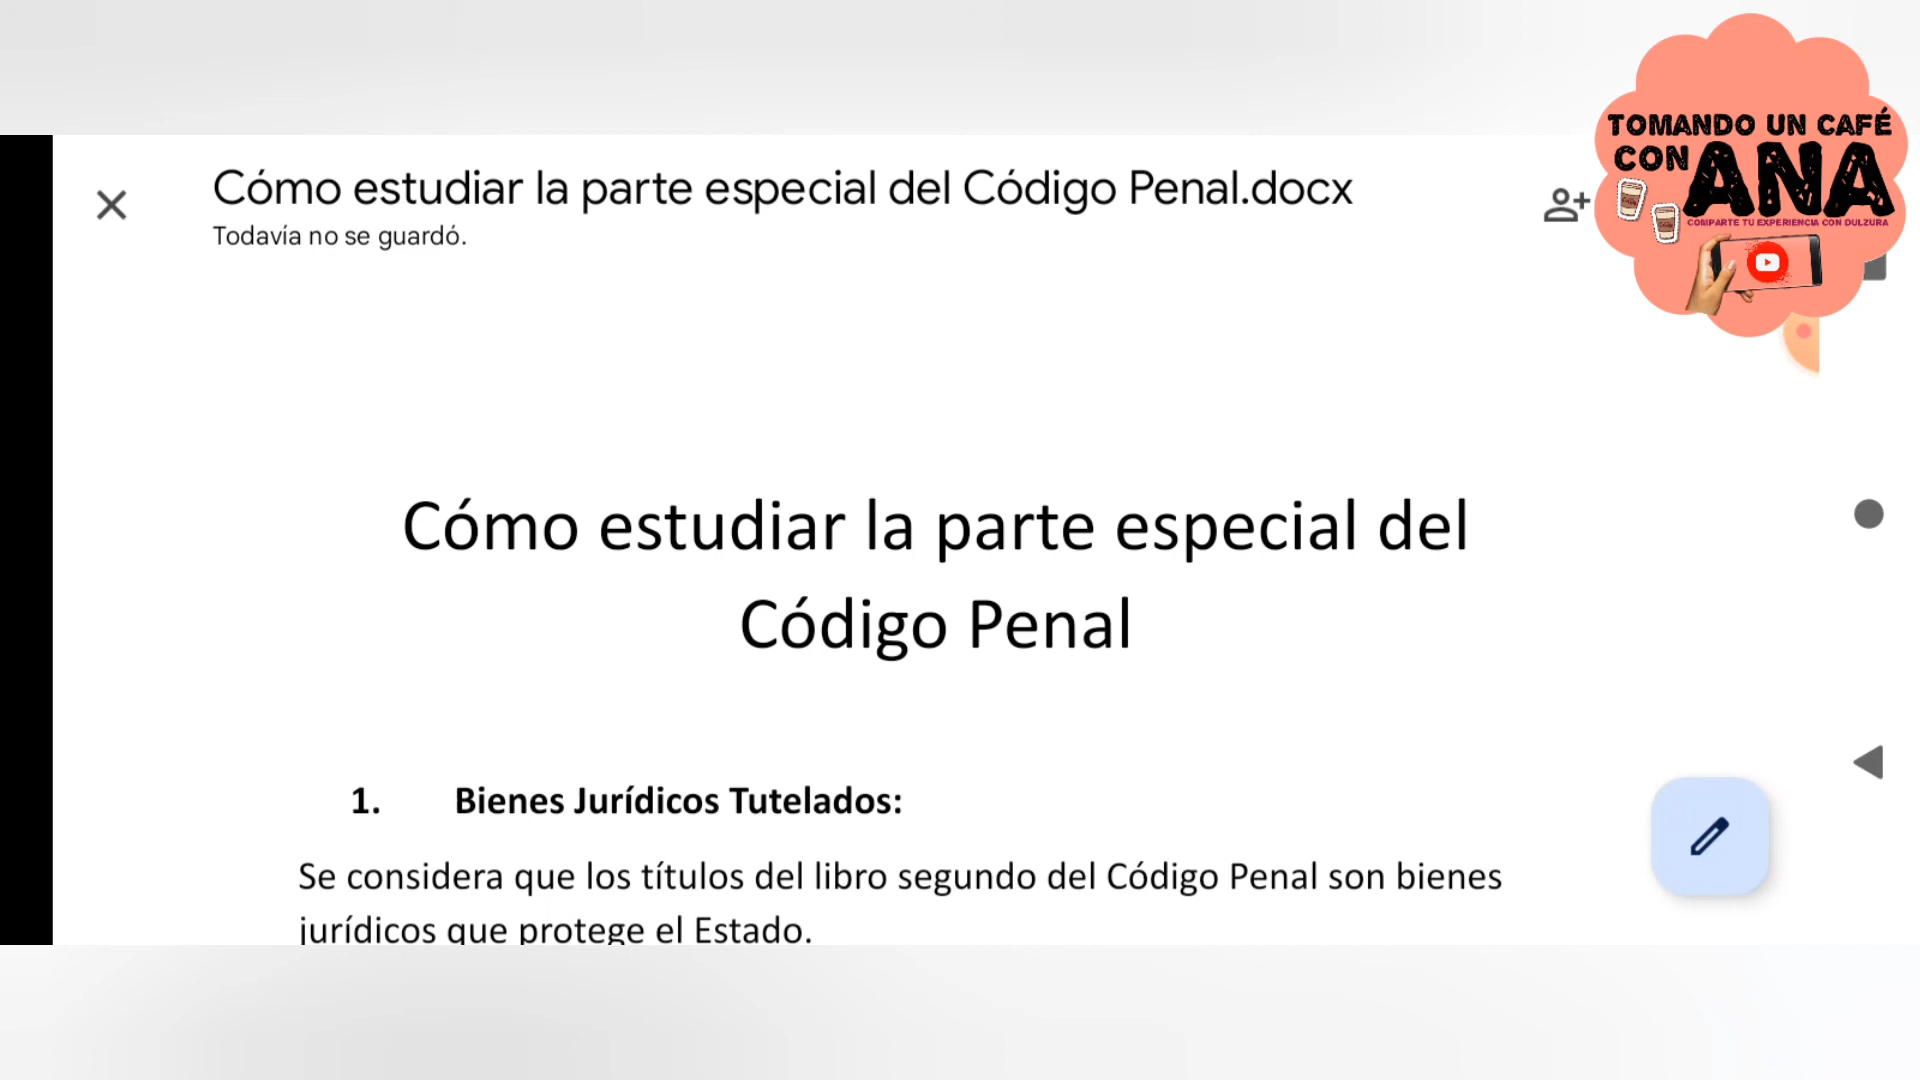 Cómo estudiar la parte especial del Código Penal.docx
Todavía no se guardó.
TOMANDO UN CAFÉ
CON ANA
COMPARTE TU EXPERIENCIA CON DULZURA
Cómo estudiar la parte especial del
Código Penal
1. Bienes Jurídicos Tutelados:
Se considera que los títulos del libro segundo del Código Penal son bienes
jurídicos que protege el Estado.